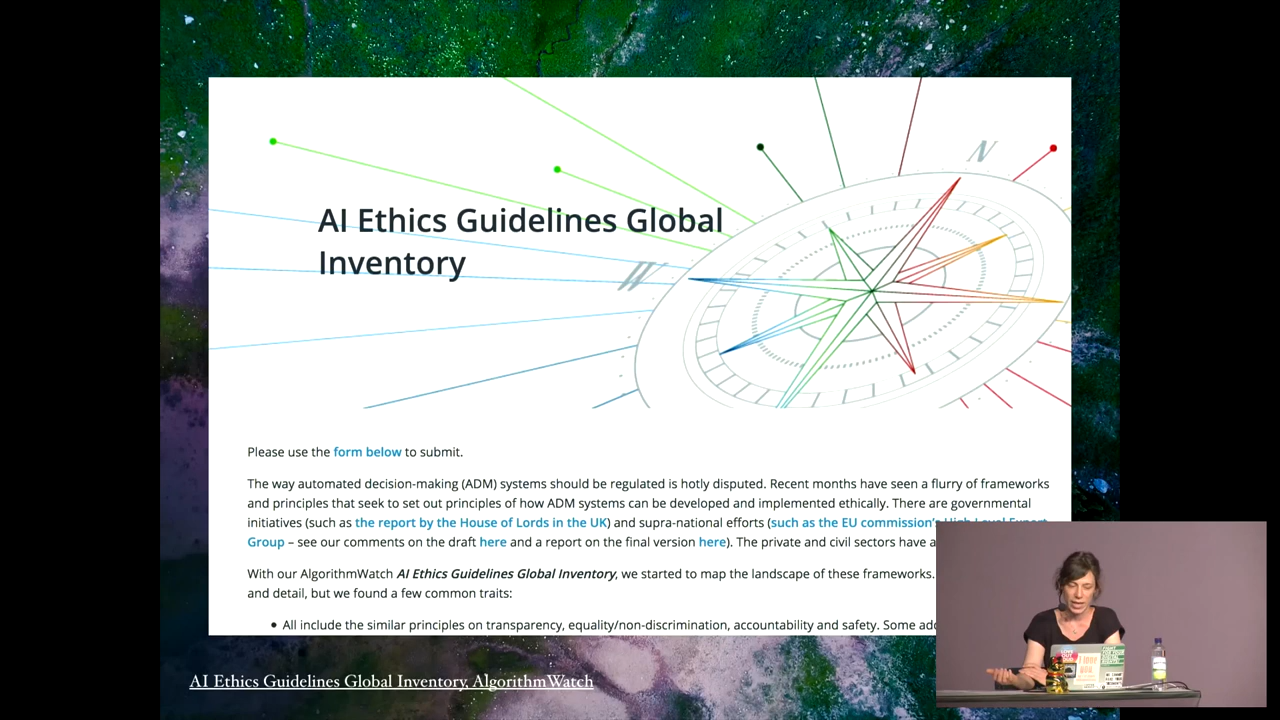 N
AI Ethics Guidelines Global
Inventory
W
Please use the form below to submit.
The way automated decision-making (ADM) systems should be regulated is hotly disputed. Recent months have seen a flurry of frameworks
and principles that seek to set out principles of how ADM systems can be developed and implemented ethically. There are governmental
initiatives (such as the report by the House of Lords in the UK) and supra-national efforts (such as the EU commission's High Level Expert
Group – see our comments on the draft here and a report on the final version here). The private and civil sectors have a
With our AlgorithmWatch AI Ethics Guidelines Global Inventory, we started to map the landscape of these frameworks.
and detail, but we found a few common traits:
• All include the similar principles on transparency, equality/non-discrimination, accountability and safety. Some add
AI Ethics Guidelines Global Inventory, AlgorithmWatch